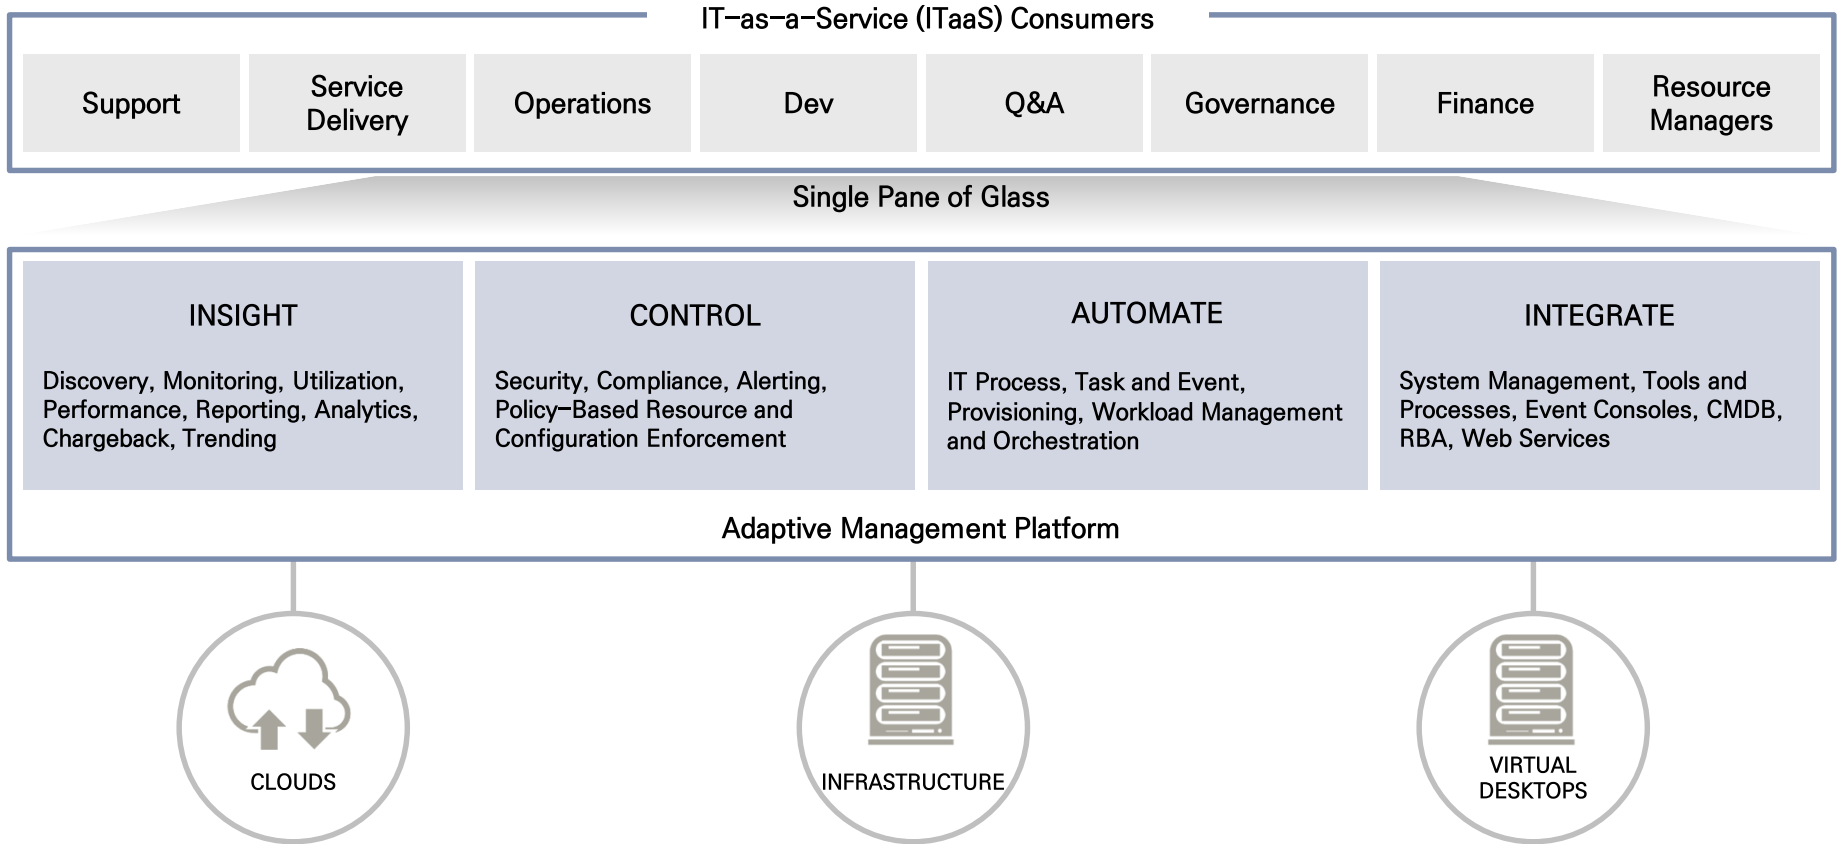 IT-as-a-Service (ITaaS) Consumers
Support
Service
Delivery
Operations
Dev
Q&A
Governance
Finance
Resource
Managers
Single Pane of Glass
INSIGHT
Discovery, Monitoring, Utilization,
Performance, Reporting, Analytics,
Chargeback, Trending
CONTROL
Security, Compliance, Alerting,
Policy-Based Resource and
Configuration Enforcement
AUTOMATE
IT Process, Task and Event,
Provisioning, Workload Management
and Orchestration
INTEGRATE
System Management, Tools and
Processes, Event Consoles, CMDB,
RBA, Web Services
Adaptive Management Platform
CLOUDS
INFRASTRUCTURE
VIRTUAL
DESKTOPS